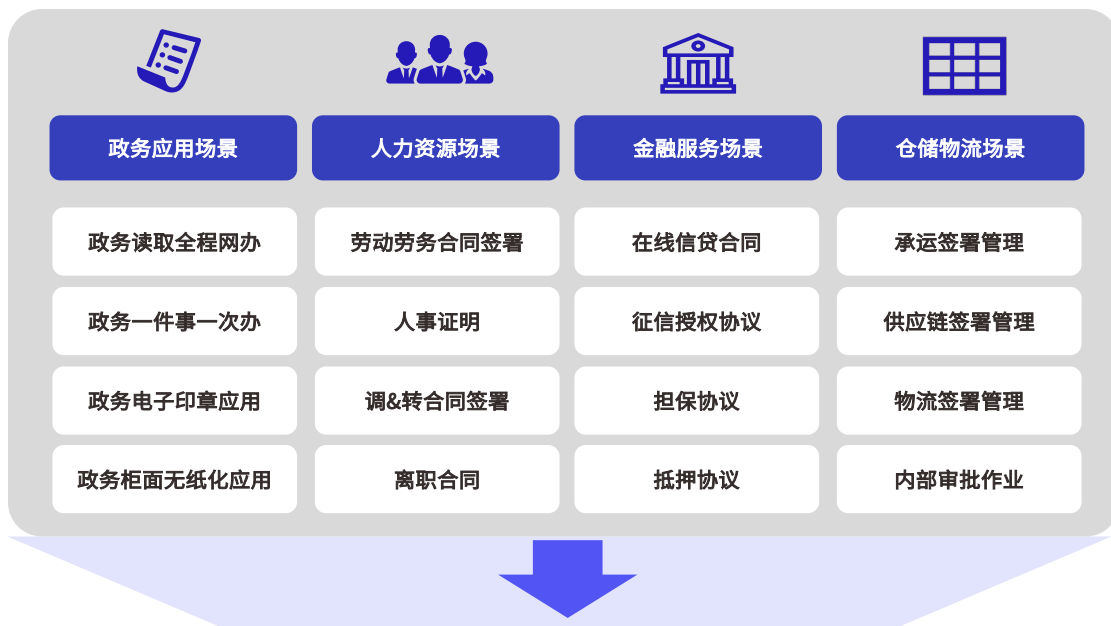 政务应用场景
人力资源场景
金融服务场景
仓储物流场景
政务读取全程网办
劳动劳务合同签署
在线信贷合同
承运签署管理
政务一件事一次办
人事证明
征信授权协议
供应链签署管理
政务电子印章应用
调&转合同签署
担保协议
物流签署管理
政务柜面无纸化应用
离职合同
抵押协议
内部审批作业